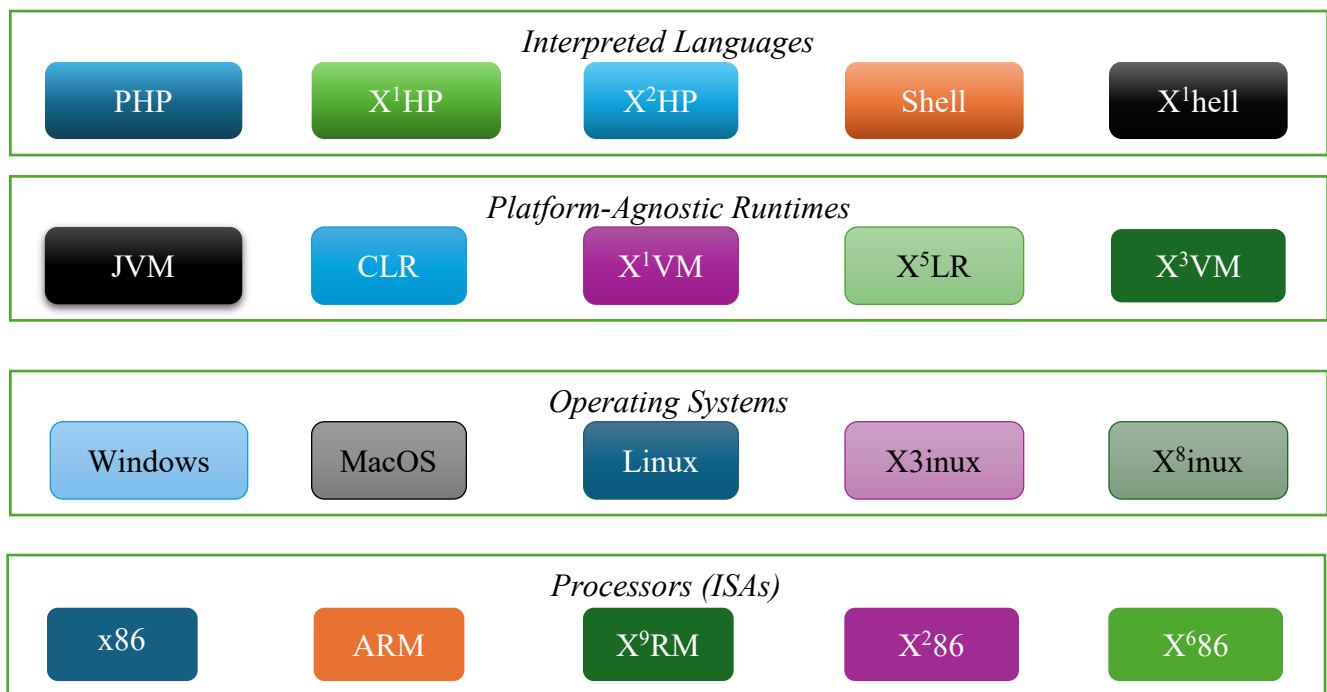 Interpreted Languages
PHP X¹HP X²HP Shell X¹hell
Platform-Agnostic Runtimes
JVM CLR X¹VM X⁵LR X³VM
Operating Systems
Windows MacOS Linux X3inux X⁸inux
Processors (ISAs)
x86 ARM X⁹RM X²86 X⁶86